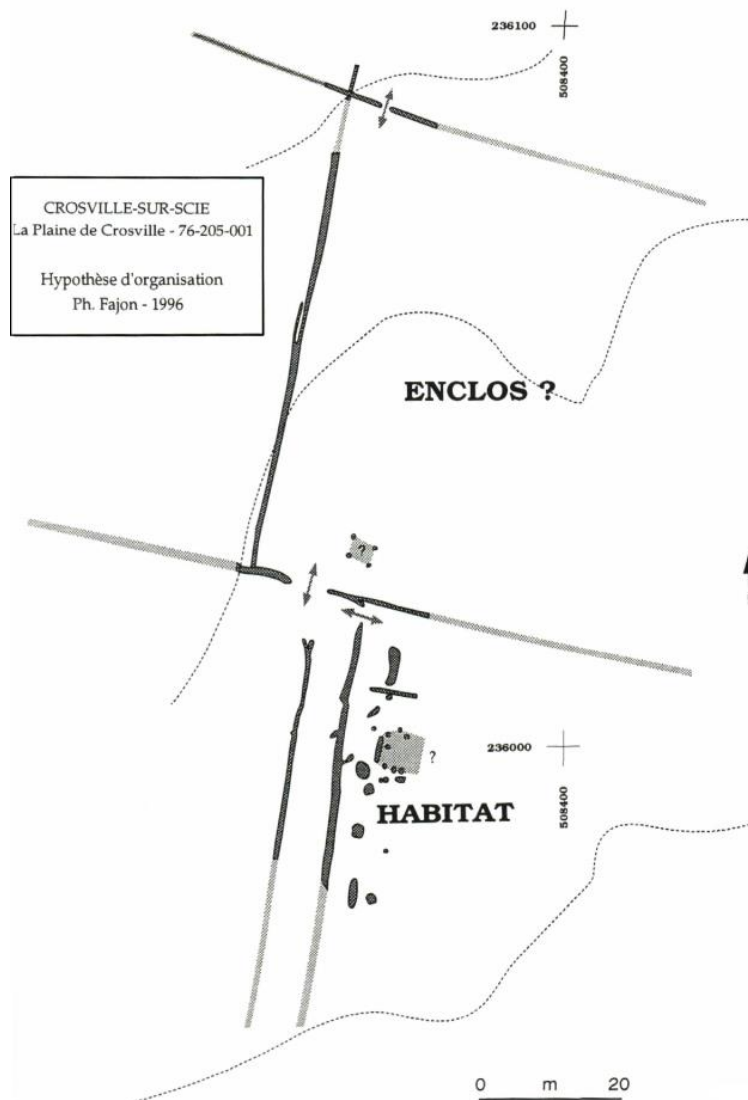 236100
508400
CROSVILLE-SUR-SCIE
La Plaine de Crosville - 76-205-001
Hypothèse d'organisation
Ph. Fajon - 1996
ENCLOS ?
?
236000
?
508400
HABITAT
0 m 20